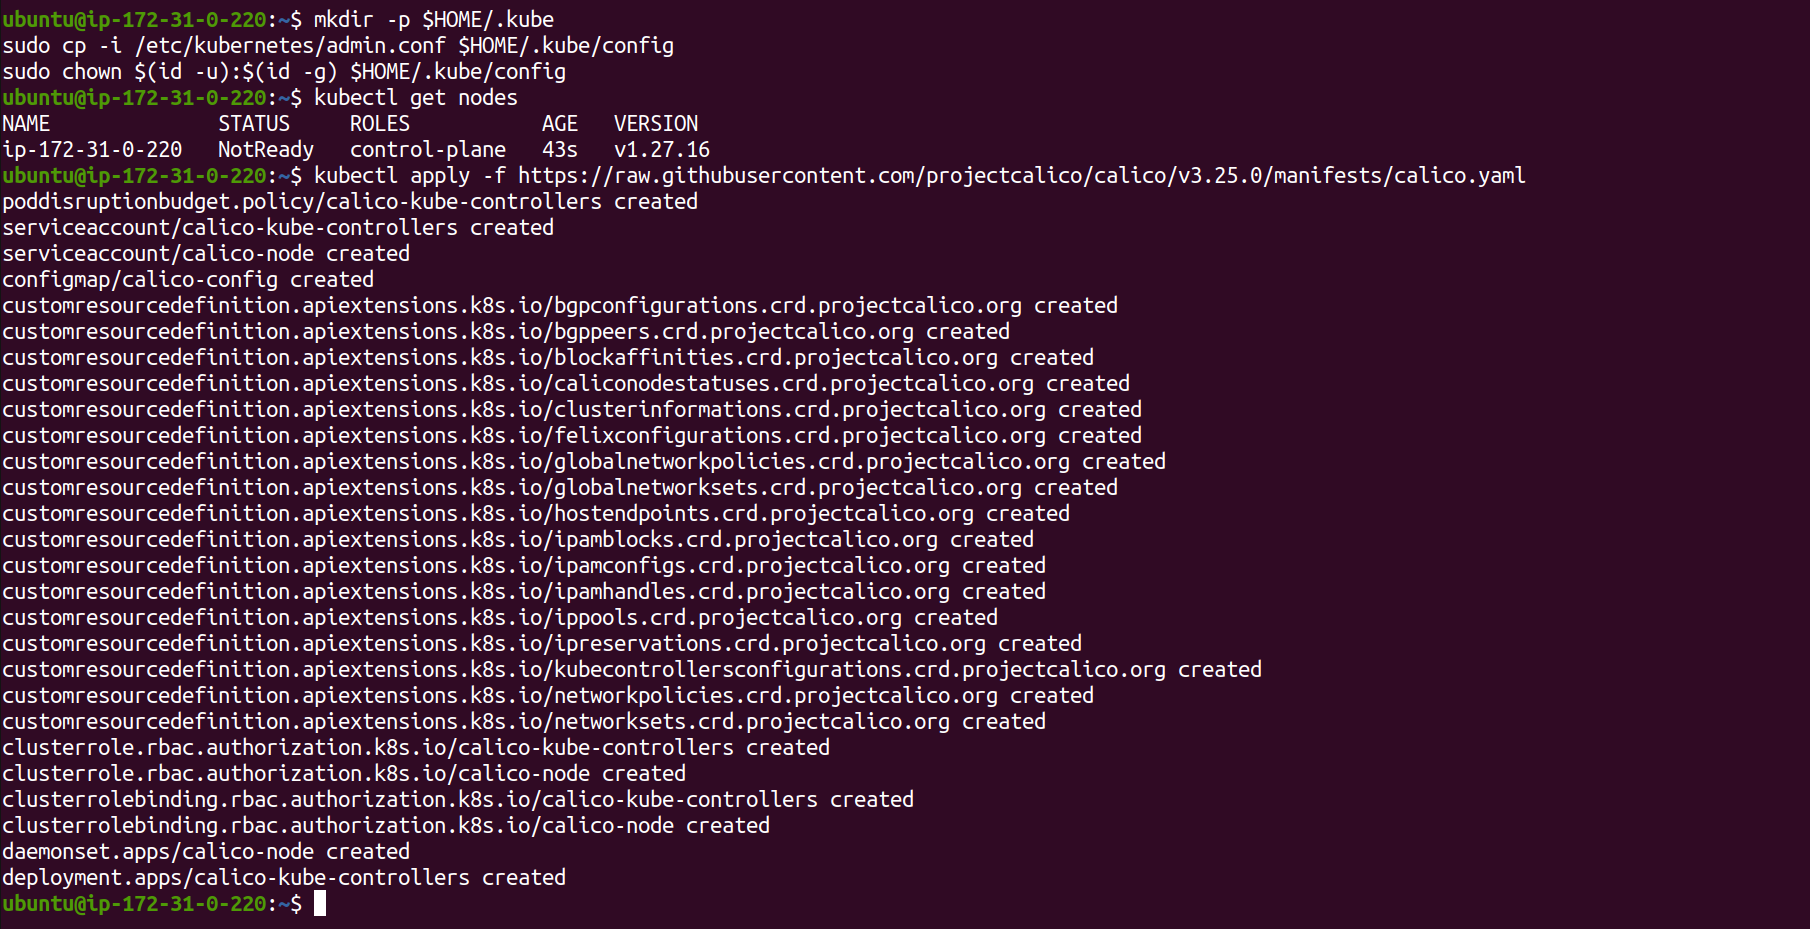 ubuntu@ip-172-31-0-220:~$ mkdir -p $HOME/.kube
sudo cp -i /etc/kubernetes/admin.conf $HOME/.kube/config
sudo chown $(id -u):$(id -g) $HOME/.kube/config
ubuntu@ip-172-31-0-220:~$ kubectl get nodes
NAME               STATUS     ROLES           AGE   VERSION
ip-172-31-0-220   NotReady   control-plane   43s   v1.27.16
ubuntu@ip-172-31-0-220:~$ kubectl apply -f https://raw.githubusercontent.com/projectcalico/calico/v3.25.0/manifests/calico.yaml
poddisruptionbudget.policy/calico-kube-controllers created
serviceaccount/calico-kube-controllers created
serviceaccount/calico-node created
configmap/calico-config created
customresourcedefinition.apiextensions.k8s.io/bgpconfigurations.crd.projectcalico.org created
customresourcedefinition.apiextensions.k8s.io/bgppeers.crd.projectcalico.org created
customresourcedefinition.apiextensions.k8s.io/blockaffinities.crd.projectcalico.org created
customresourcedefinition.apiextensions.k8s.io/caliconodestatuses.crd.projectcalico.org created
customresourcedefinition.apiextensions.k8s.io/clusterinformations.crd.projectcalico.org created
customresourcedefinition.apiextensions.k8s.io/felixconfigurations.crd.projectcalico.org created
customresourcedefinition.apiextensions.k8s.io/globalnetworkpolicies.crd.projectcalico.org created
customresourcedefinition.apiextensions.k8s.io/globalnetworksets.crd.projectcalico.org created
customresourcedefinition.apiextensions.k8s.io/hostendpoints.crd.projectcalico.org created
customresourcedefinition.apiextensions.k8s.io/ipamblocks.crd.projectcalico.org created
customresourcedefinition.apiextensions.k8s.io/ipamconfigs.crd.projectcalico.org created
customresourcedefinition.apiextensions.k8s.io/ipamhandles.crd.projectcalico.org created
customresourcedefinition.apiextensions.k8s.io/ippools.crd.projectcalico.org created
customresourcedefinition.apiextensions.k8s.io/ipreservations.crd.projectcalico.org created
customresourcedefinition.apiextensions.k8s.io/kubecontrollersconfigurations.crd.projectcalico.org created
customresourcedefinition.apiextensions.k8s.io/networkpolicies.crd.projectcalico.org created
customresourcedefinition.apiextensions.k8s.io/networksets.crd.projectcalico.org created
clusterrole.rbac.authorization.k8s.io/calico-kube-controllers created
clusterrole.rbac.authorization.k8s.io/calico-node created
clusterrolebinding.rbac.authorization.k8s.io/calico-kube-controllers created
clusterrolebinding.rbac.authorization.k8s.io/calico-node created
daemonset.apps/calico-node created
deployment.apps/calico-kube-controllers created
ubuntu@ip-172-31-0-220:~$